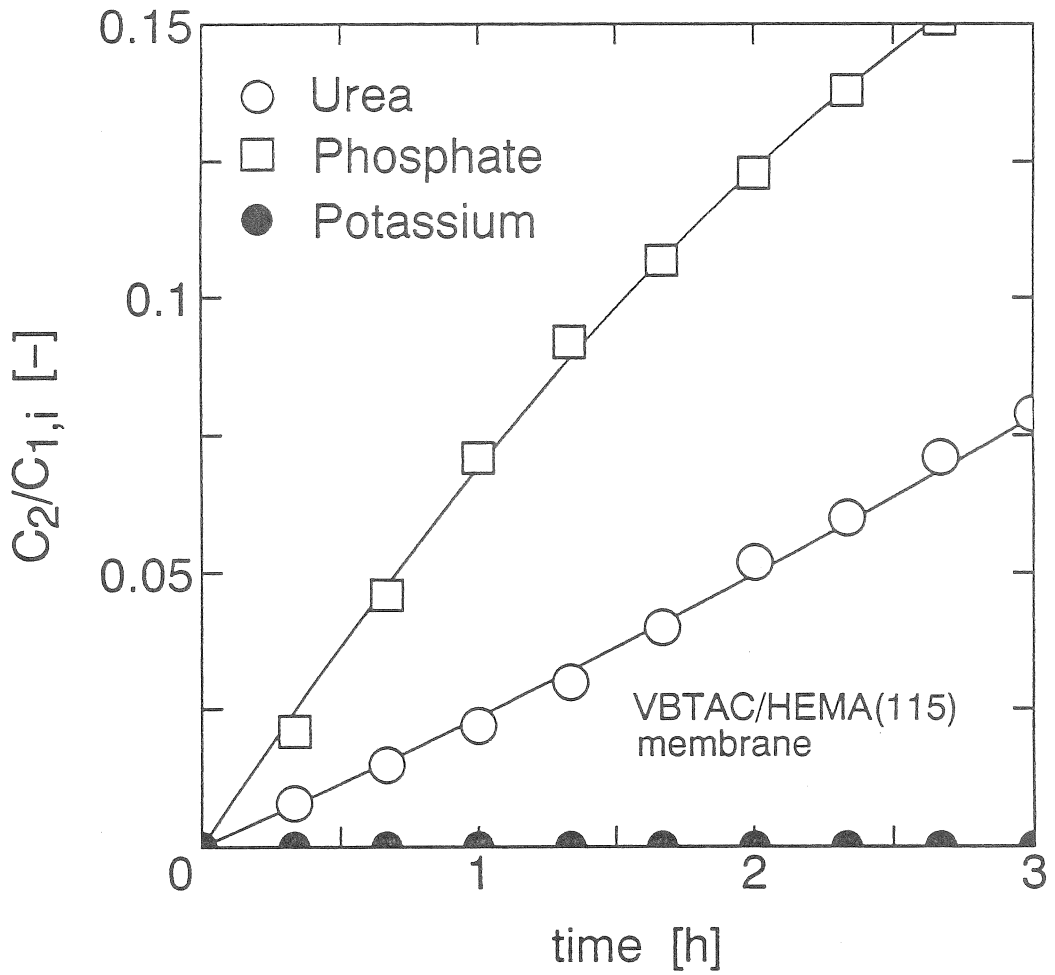 0.15
Urea
Phosphate
Potassium
0.1
C2/C1,i [–]
0.05
VBTAC/HEMA(115)
membrane
0 1 2 3
time [h]